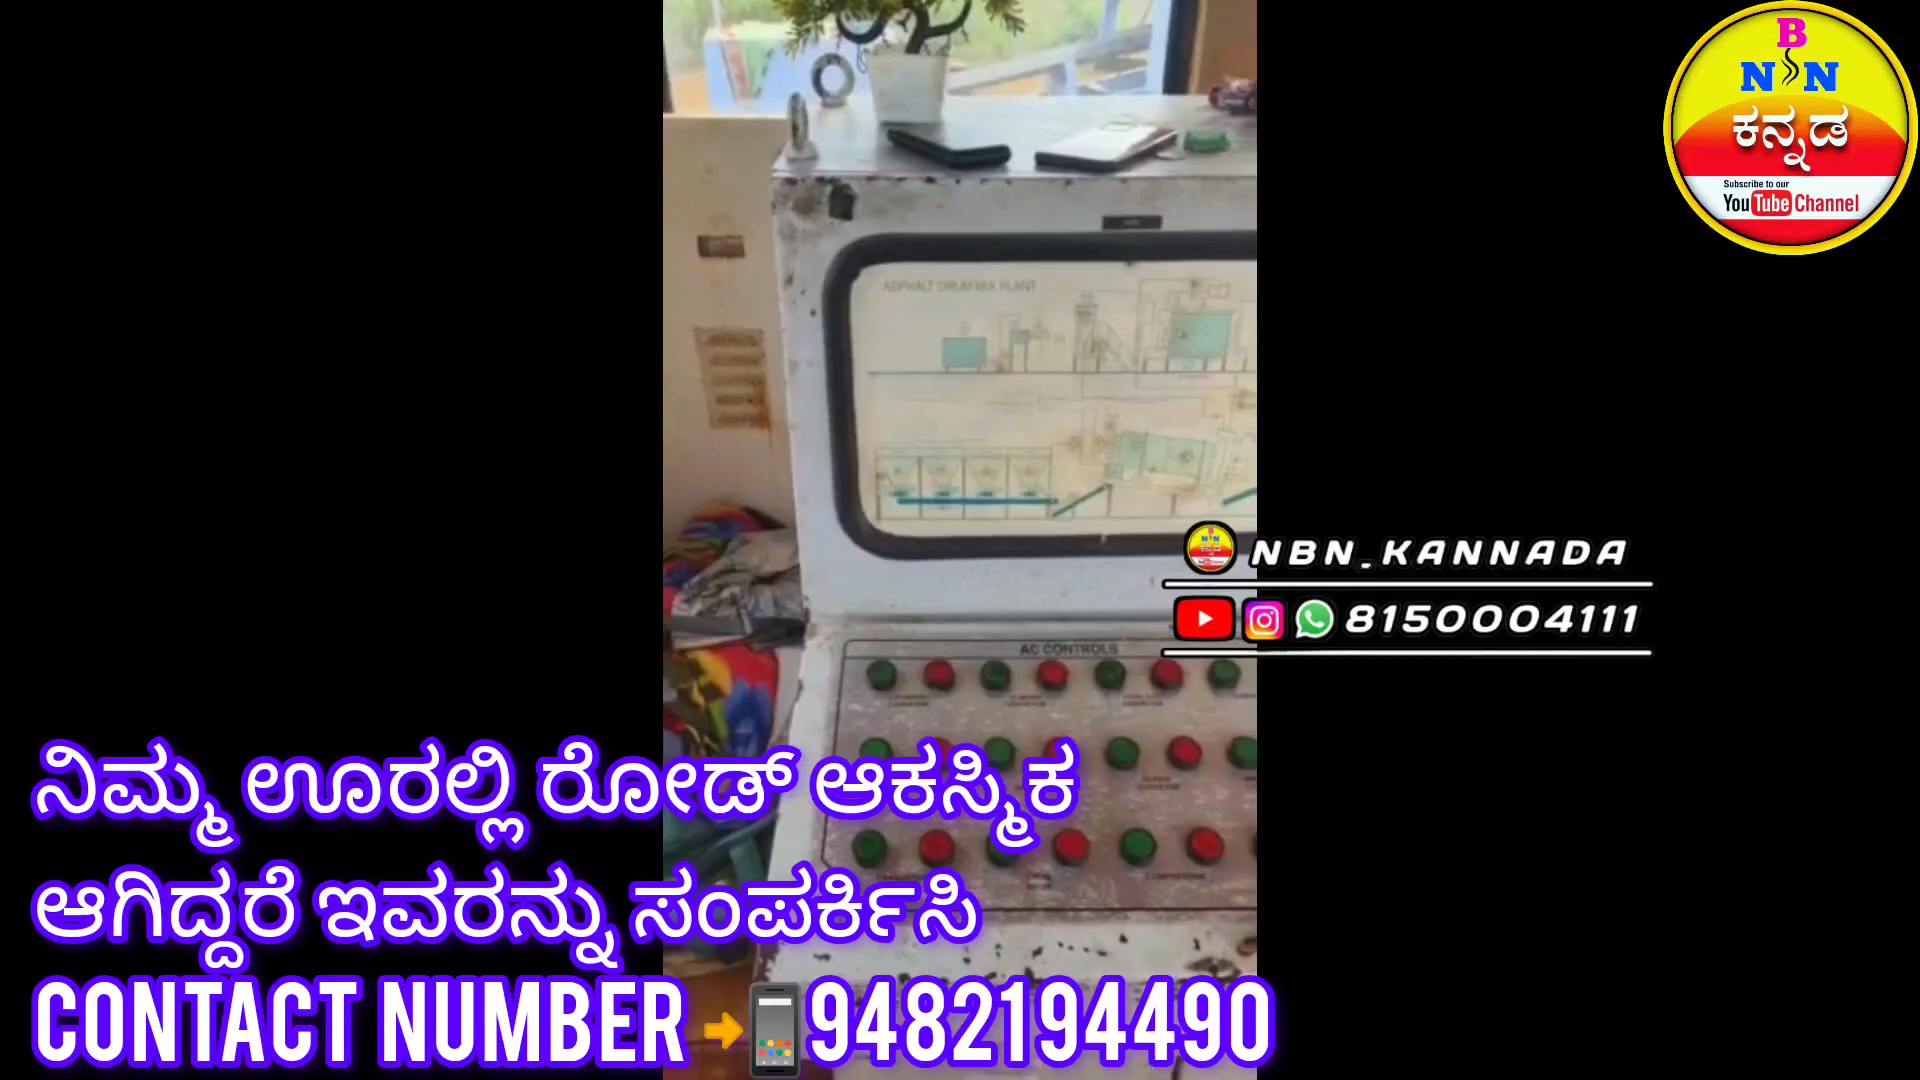 B
N N
ಕನ್ನಡ
Subscribe to our
YouTube Channel
ASPHALT DRUM MIX PLANT
NBN_KANNADA
8150004111
AC CONTROLS
ನಿಮ್ಮ ಊರಲ್ಲಿ ರೋಡ್ ಆಕಸ್ಮಿಕ
ಆಗಿದ್ದರೆ ಇವರನ್ನು ಸಂಪರ್ಕಿಸಿ
CONTACT NUMBER 9482194490